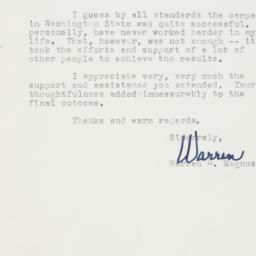 I guess by all standards the campa
in Washington State was quite successful.
personally, have never worked harder in my
life. That, however, was not enough -- it
took the efforts and support of a lot of
other people to achieve the results.
I appreciate very, very much the
support and assistance you extended. Your
thoughtfulness added immesurably to the
final outcome.
Thanks and warm regards.
Sincerely,
Warren
Warren G. Magnus